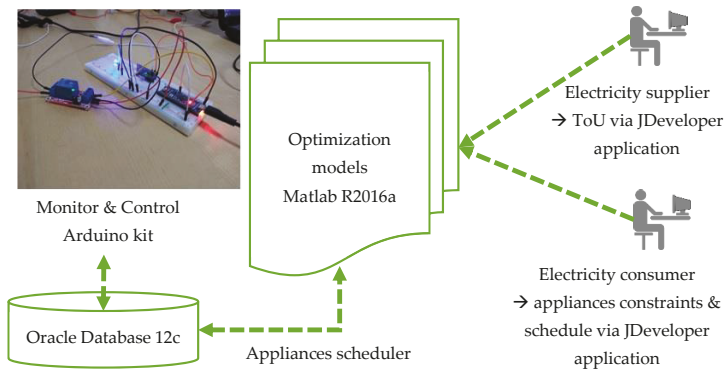 Optimization
models
Matlab R2016a
Electricity supplier
→ ToU via JDeveloper
application
Monitor & Control
Arduino kit
Electricity consumer
→ appliances constraints &
schedule via JDeveloper
application
Oracle Database 12c
Appliances scheduler